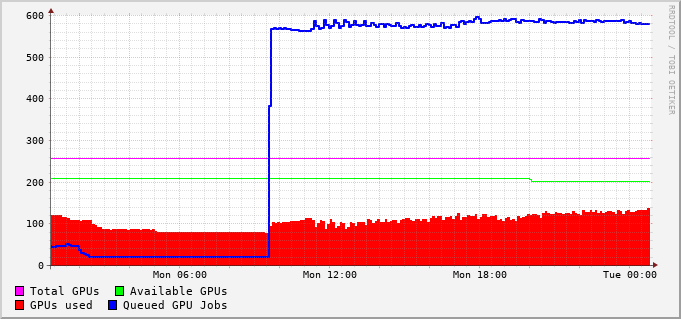 600
500
400
300
200
100
0
Mon 06:00 Mon 12:00 Mon 18:00 Tue 00:00
Total GPUs Available GPUs
GPUs used Queued GPU Jobs
RRDTOOL / TOBI OETIKER